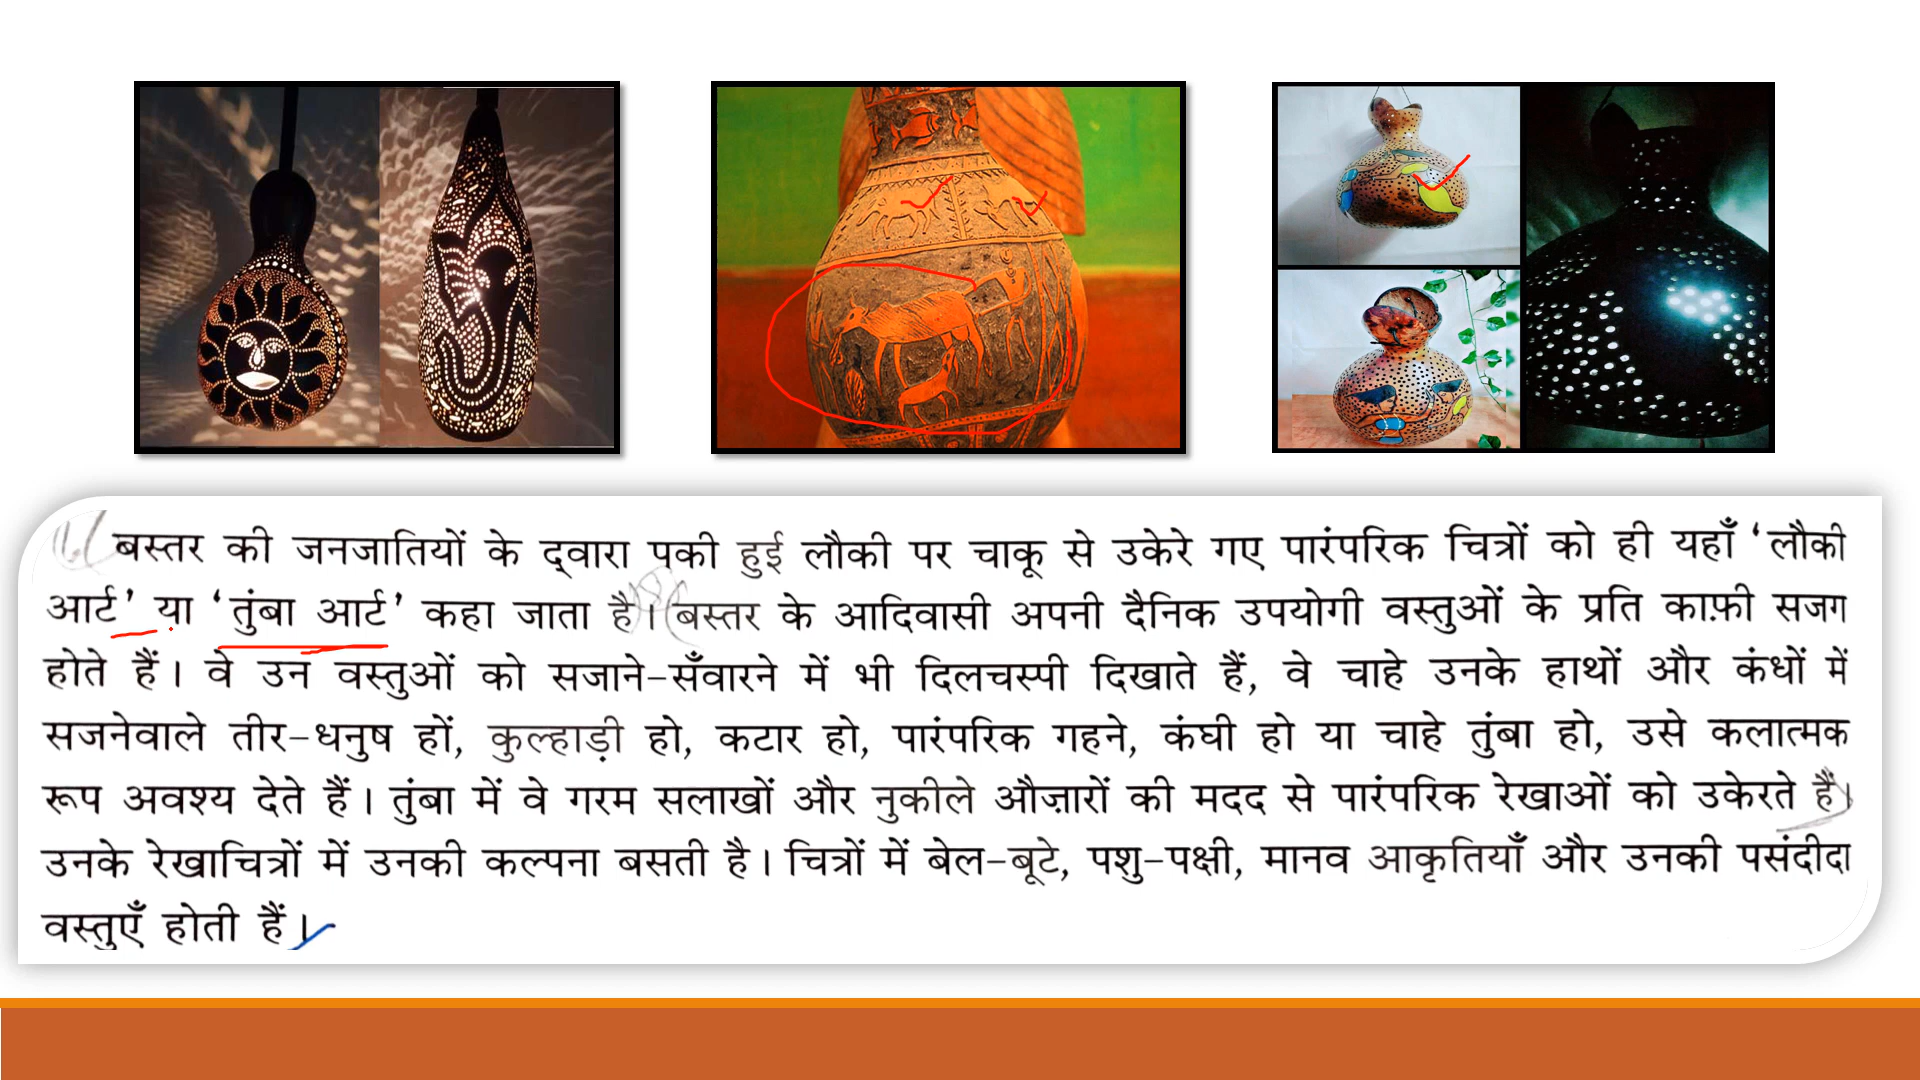 बस्तर की जनजातियों के द्वारा पकी हुई लौकी पर चाकू से उकेरे गए पारंपरिक चित्रों को ही यहाँ ‘लौकी
आर्ट’ या ‘तुंबा आर्ट’ कहा जाता है। बस्तर के आदिवासी अपनी दैनिक उपयोगी वस्तुओं के प्रति काफ़ी सजग
होते हैं। वे उन वस्तुओं को सजाने-सँवारने में भी दिलचस्पी दिखाते हैं, वे चाहे उनके हाथों और कंधों में
सजनेवाले तीर-धनुष हों, कुल्हाड़ी हो, कटार हो, पारंपरिक गहने, कंघी हो या चाहे तुंबा हो, उसे कलात्मक
रूप अवश्य देते हैं। तुंबा में वे गरम सलाखों और नुकीले औज़ारों की मदद से पारंपरिक रेखाओं को उकेरते हैं।
उनके रेखाचित्रों में उनकी कल्पना बसती है। चित्रों में बेल-बूटे, पशु-पक्षी, मानव आकृतियाँ और उनकी पसंदीदा
वस्तुएँ होती हैं।